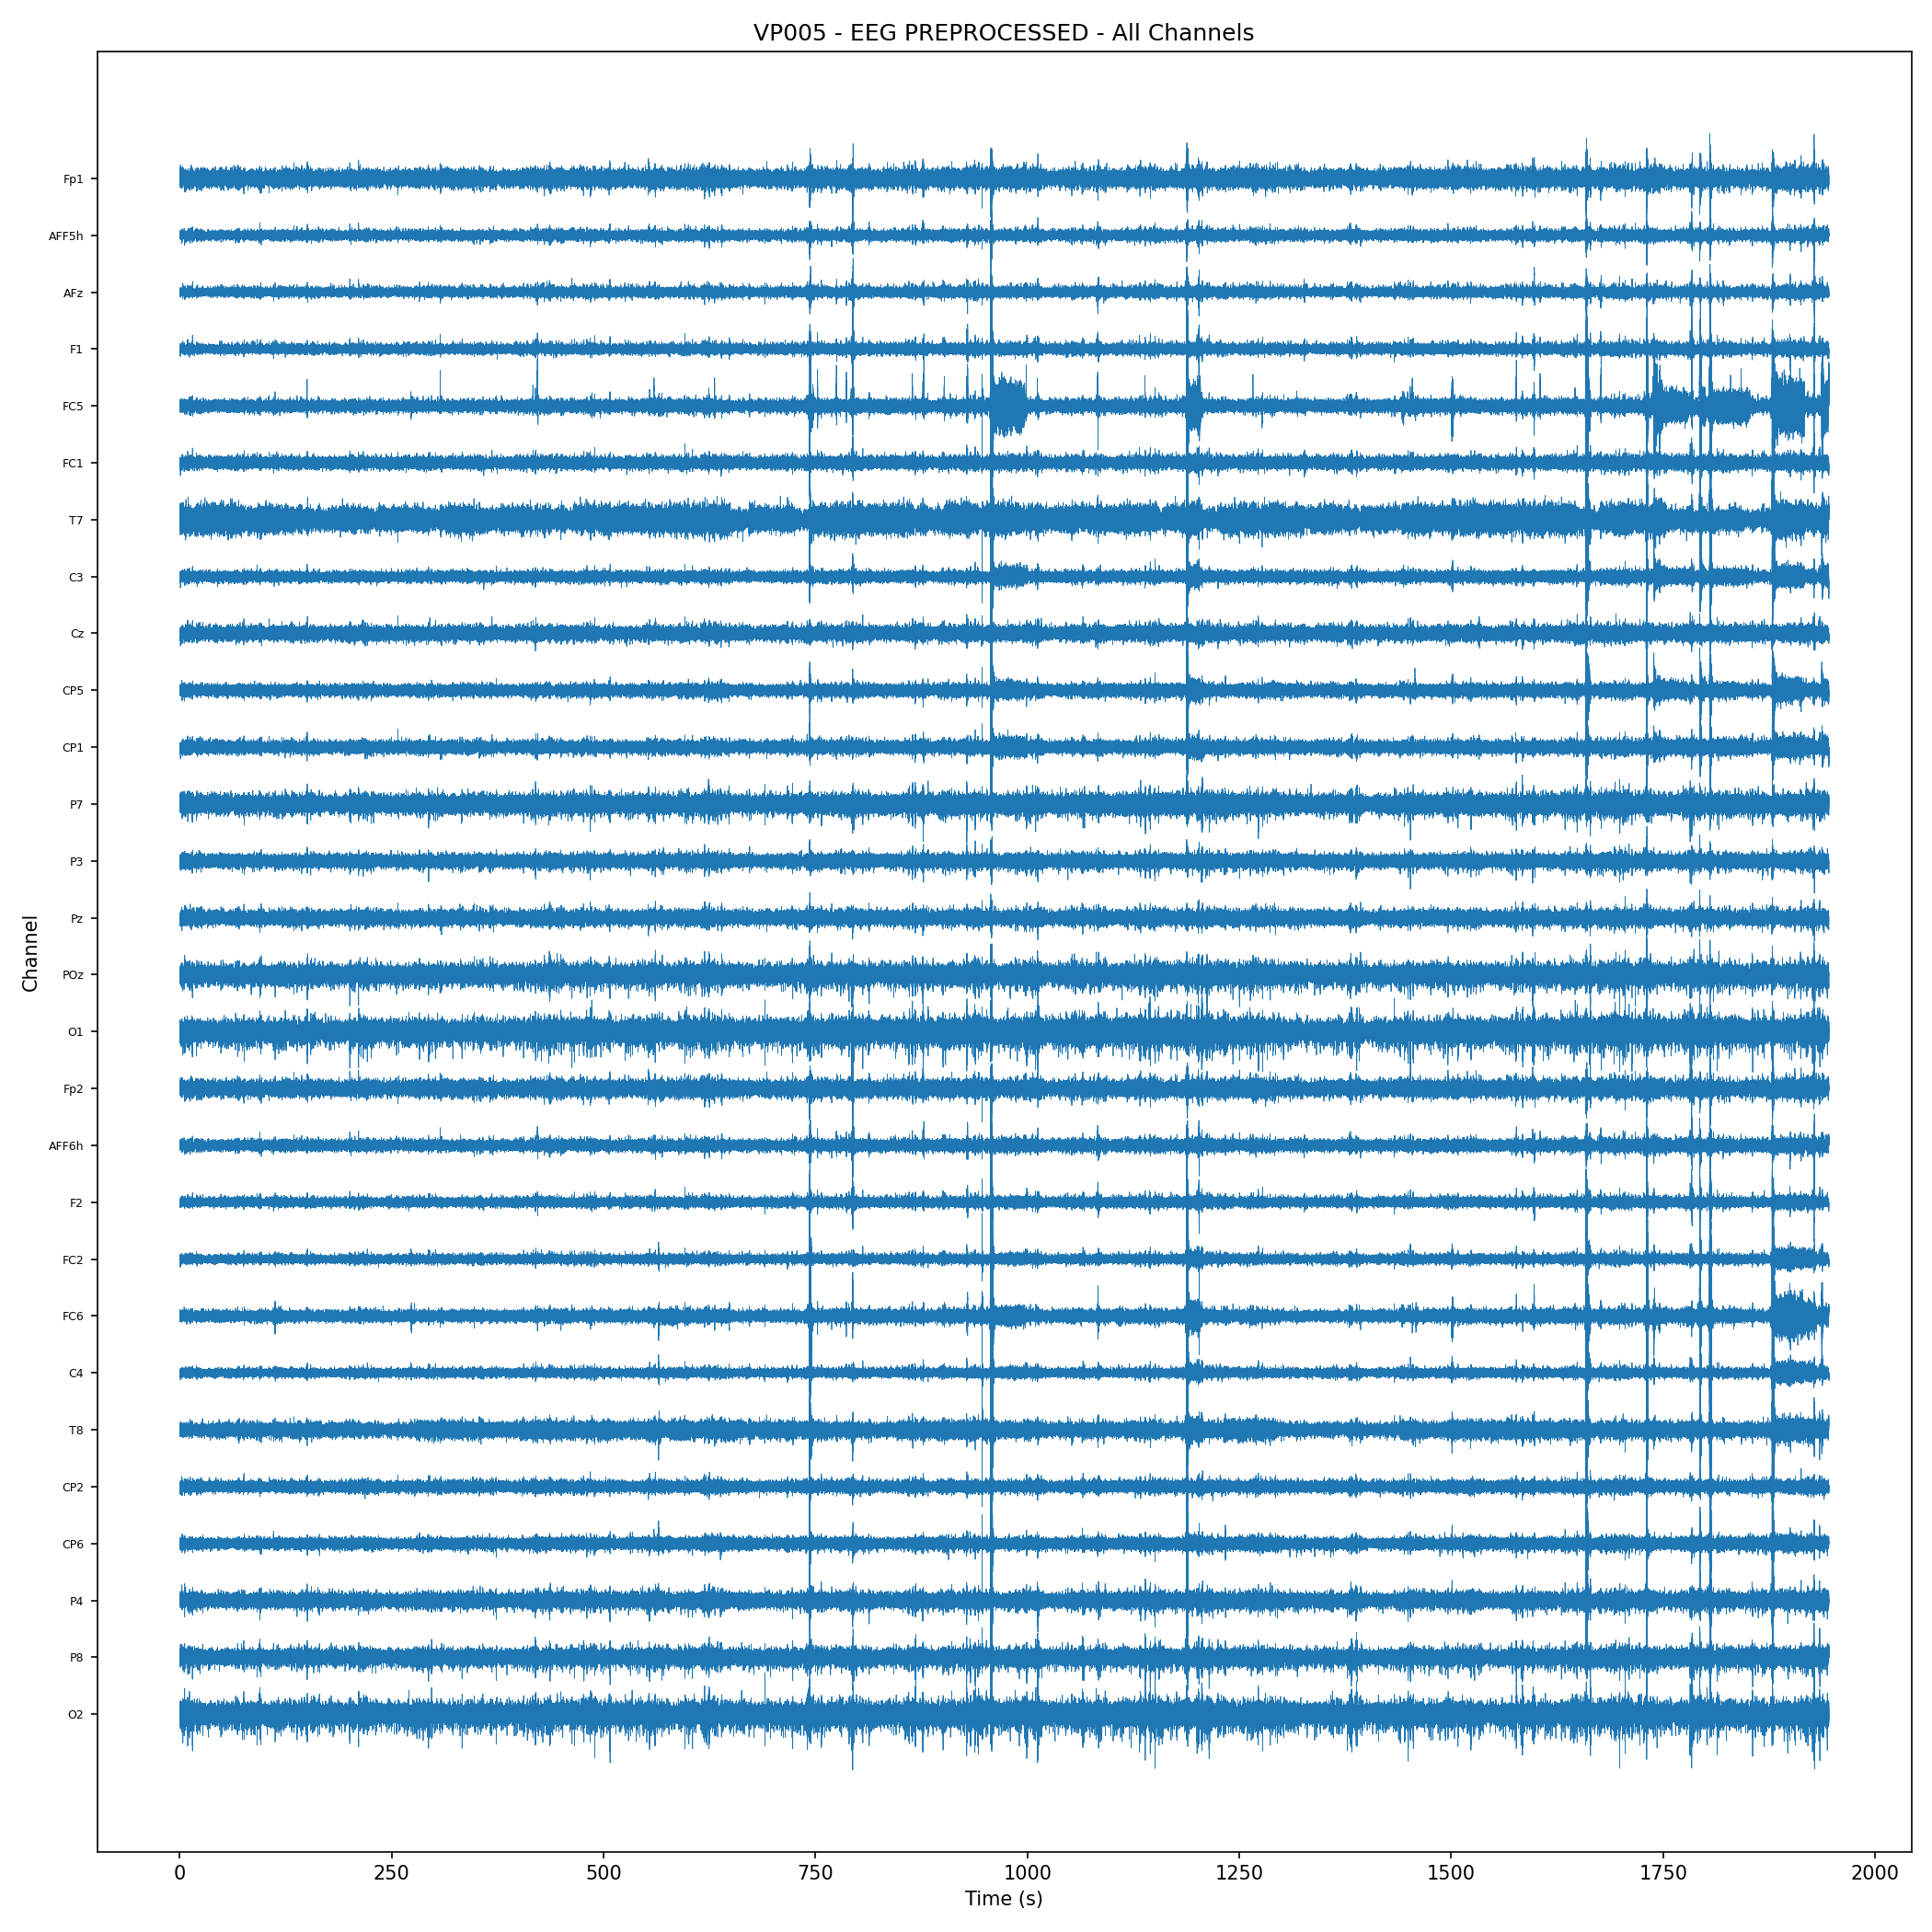 VP005 - EEG PREPROCESSED - All Channels
Fp1
AFF5h
AFz
F1
FC5
FC1
T7
C3
Cz
CP5
CP1
P7
P3
Pz
POz
O1
Fp2
AFF6h
F2
FC2
FC6
C4
T8
CP2
CP6
P4
P8
O2
Channel
0 250 500 750 1000 1250 1500 1750 2000
Time (s)